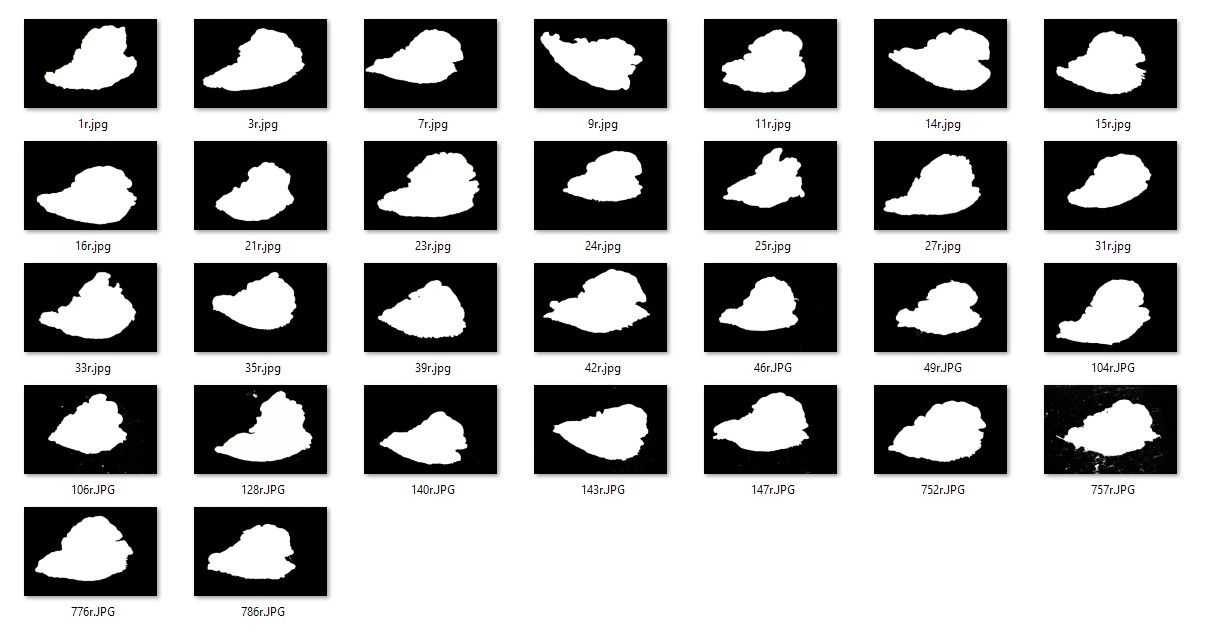 1r.jpg 3r.jpg 7r.jpg 9r.jpg 11r.jpg 14r.jpg 15r.jpg
16r.jpg 21r.jpg 23r.jpg 24r.jpg 25r.jpg 27r.jpg 31r.jpg
33r.jpg 35r.jpg 39r.jpg 42r.jpg 46r.JPG 49r.JPG 104r.JPG
106r.JPG 128r.JPG 140r.JPG 143r.JPG 147r.JPG 752r.JPG 757r.JPG
776r.JPG 786r.JPG